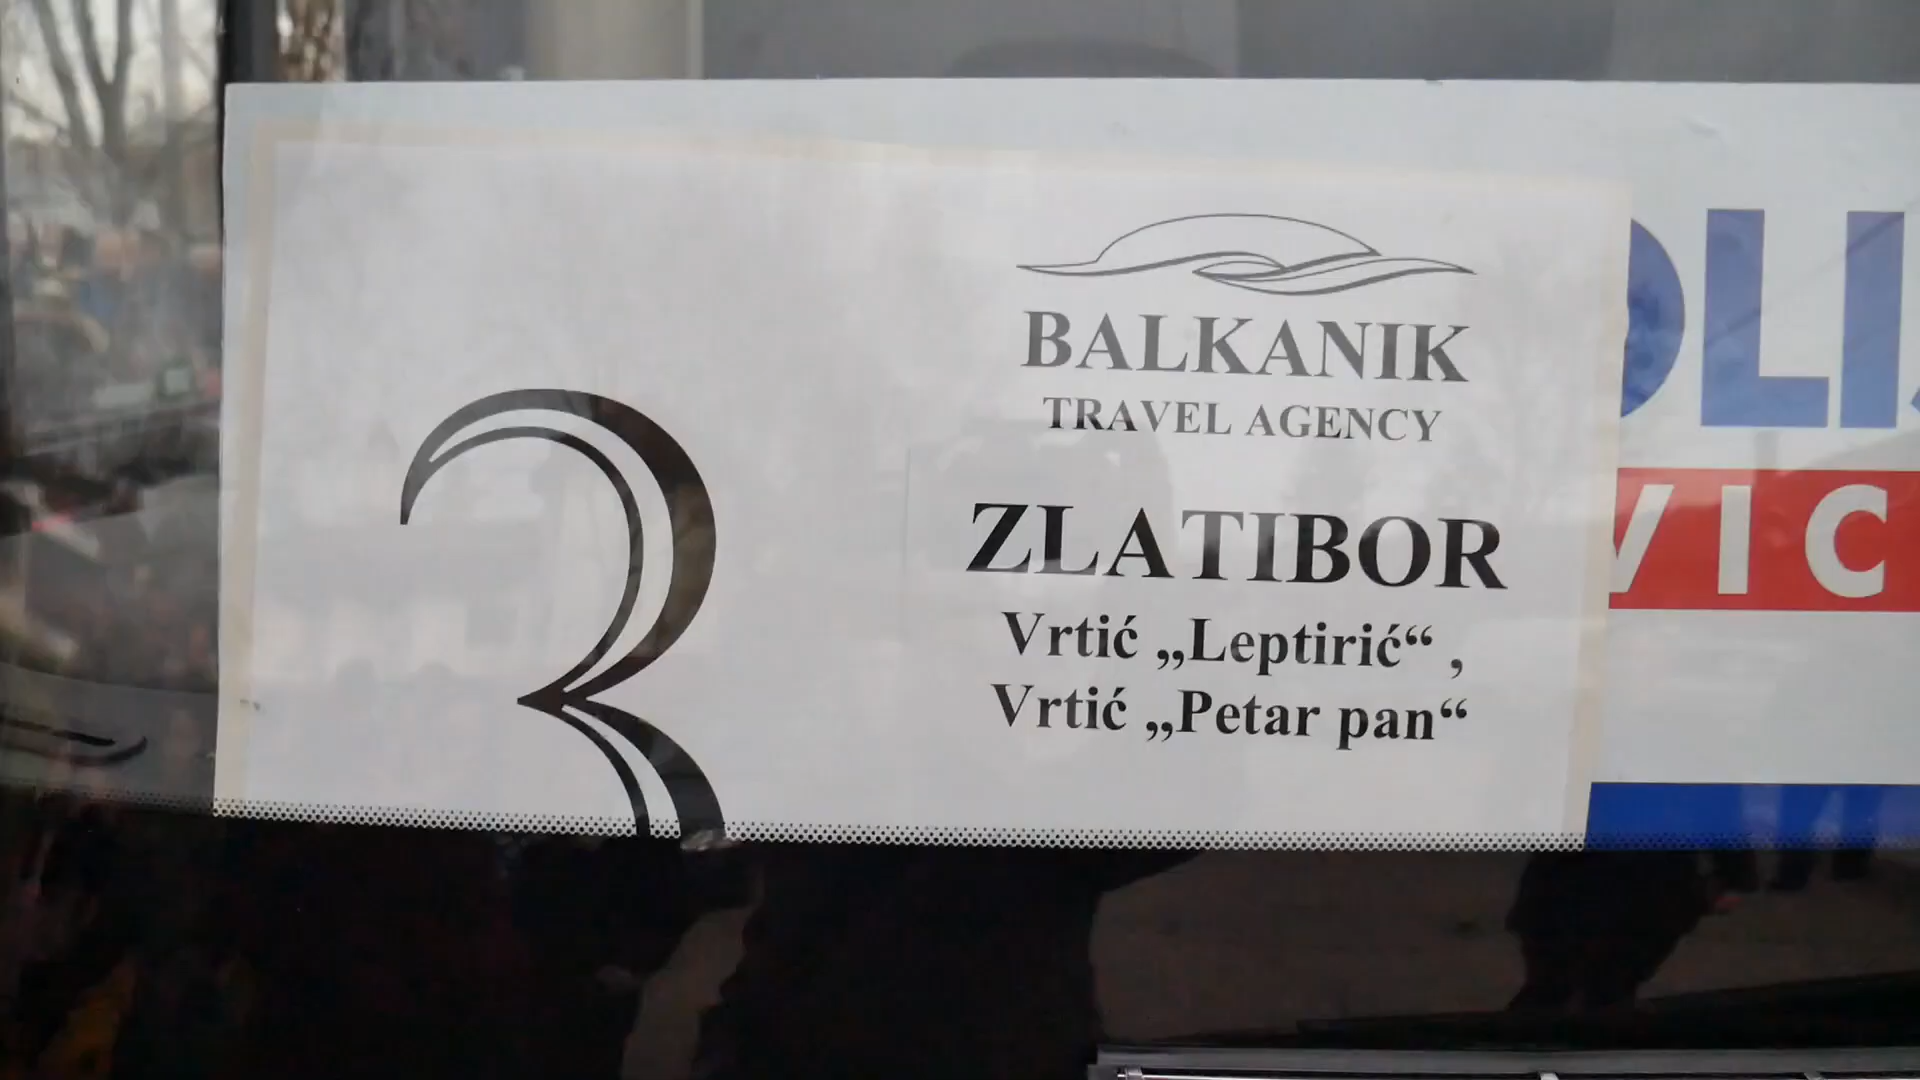 3
BALKANIK
TRAVEL AGENCY
ZLATIBOR
Vrtić „Leptirić“ ,
Vrtić „Petar pan“